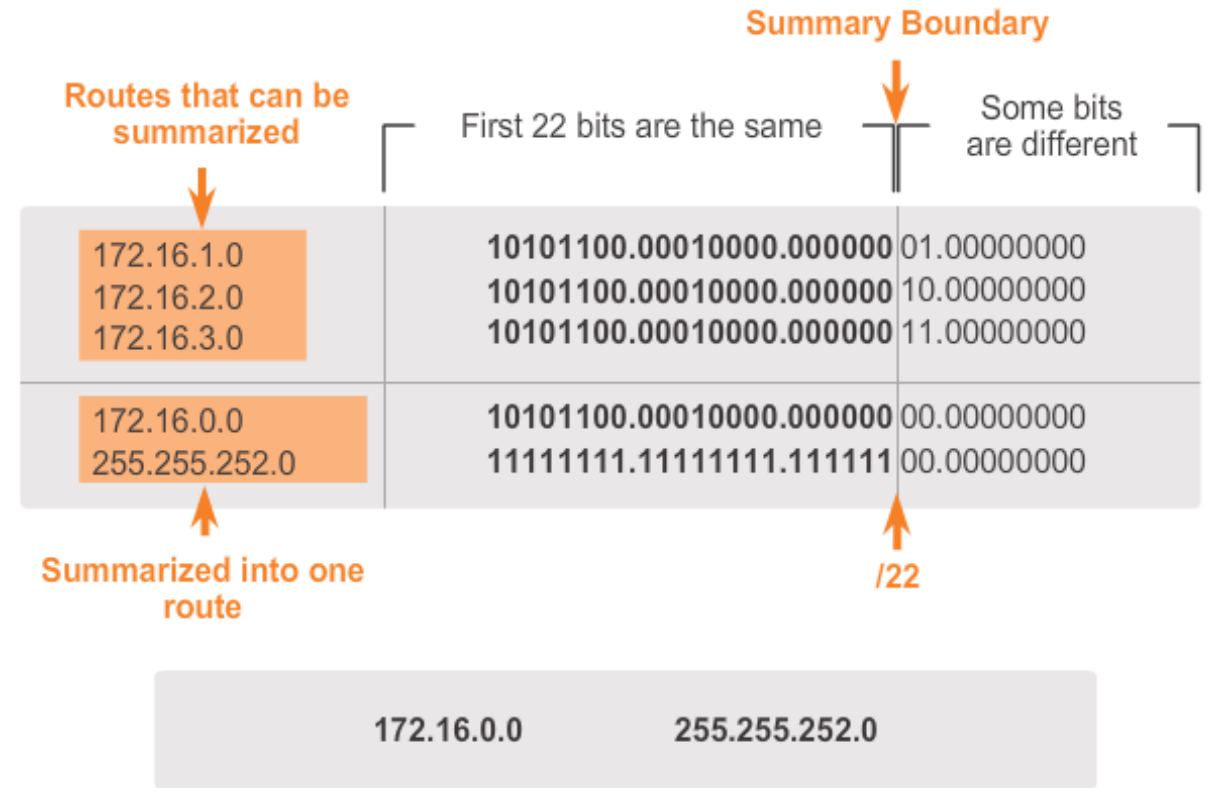 Summary Boundary
Routes that can be
summarized
First 22 bits are the same
Some bits
are different
172.16.1.0 10101100.00010000.000000 01.00000000
172.16.2.0 10101100.00010000.000000 10.00000000
172.16.3.0 10101100.00010000.000000 11.00000000
172.16.0.0 10101100.00010000.000000 00.00000000
255.255.252.0 11111111.11111111.111111 00.00000000
Summarized into one
route
/22
172.16.0.0 255.255.252.0